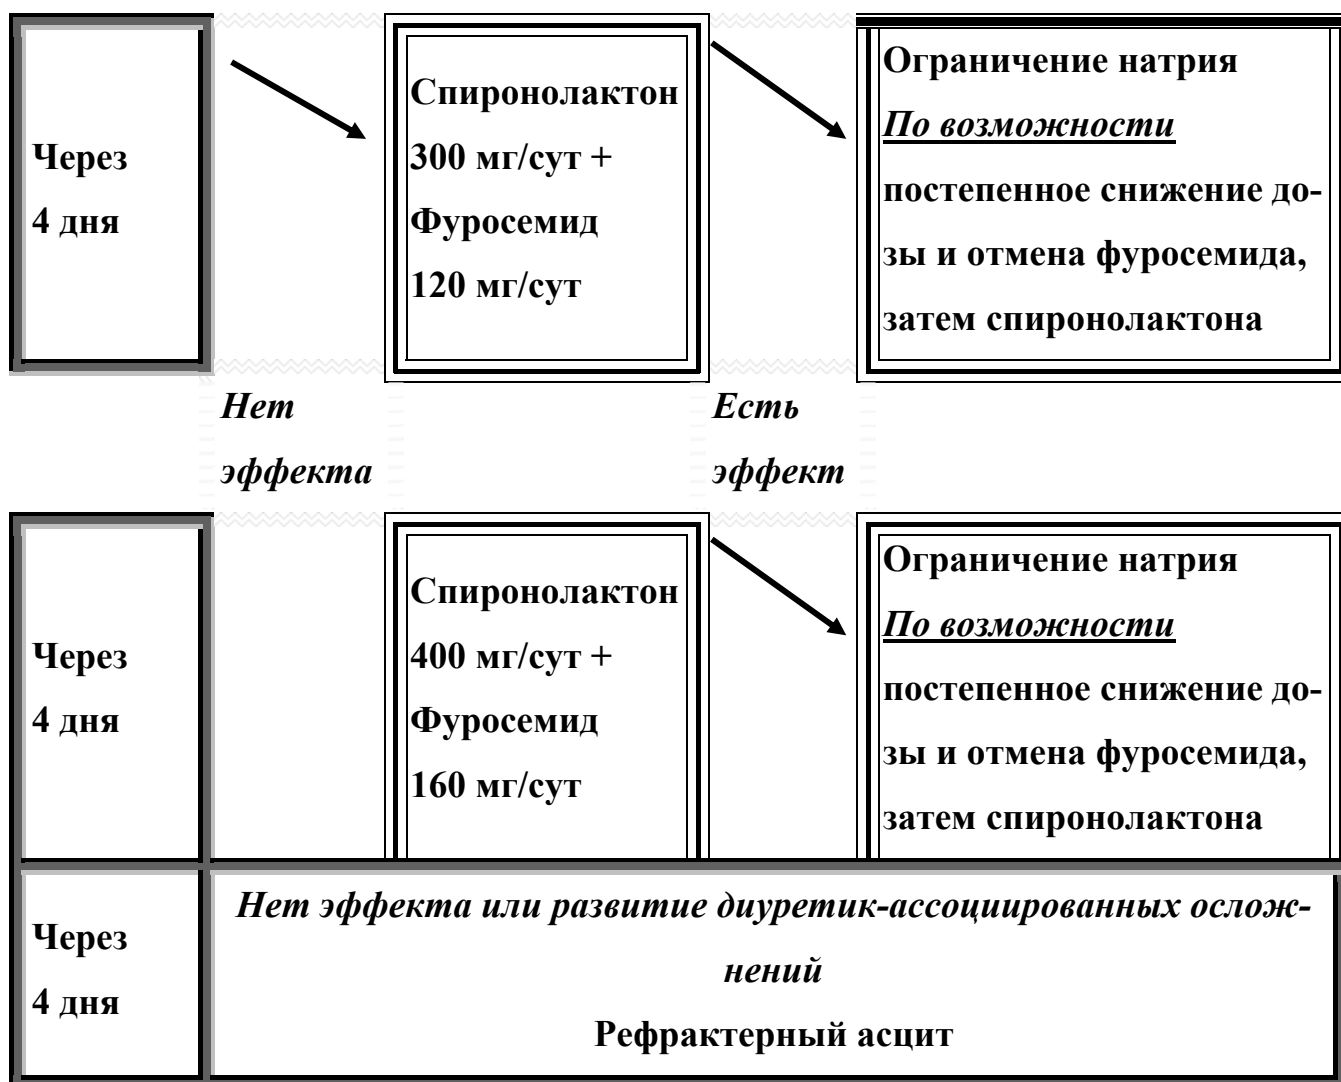 Через
4 дня
Спиронолактон
300 мг/сут +
Фуросемид
120 мг/сут
Ограничение натрия
По возможности
постепенное снижение до-
зы и отмена фуросемида,
затем спиронолактона
Нет
эффекта
Есть
эффект
Через
4 дня
Спиронолактон
400 мг/сут +
Фуросемид
160 мг/сут
Ограничение натрия
По возможности
постепенное снижение до-
зы и отмена фуросемида,
затем спиронолактона
Через
4 дня
Нет эффекта или развитие диуретик-ассоциированных ослож-
нений
Рефрактерный асцит